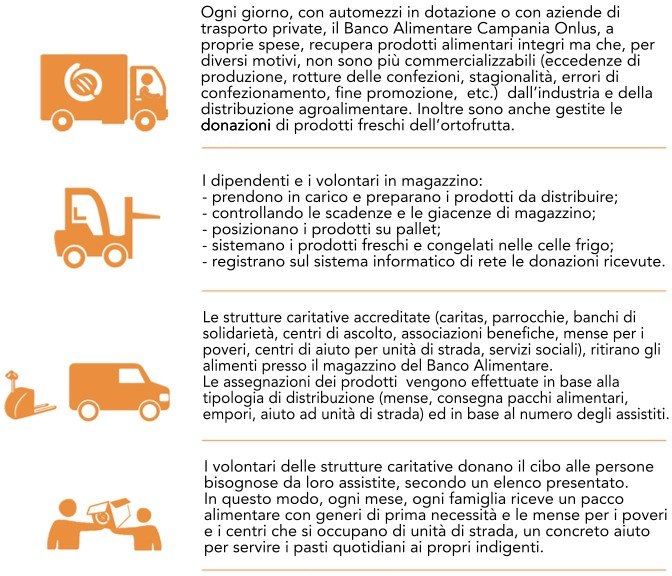 Ogni giorno, con automezzi in dotazione o con aziende di
trasporto private, il Banco Alimentare Campania Onlus, a
proprie spese, recupera prodotti alimentari integri ma che, per
diversi motivi, non sono più commercializzabili (eccedenze di
produzione, rotture delle confezioni, stagionalità, errori di
confezionamento, fine promozione, etc.) dall'industria e della
distribuzione agroalimentare. Inoltre sono anche gestite le
donazioni di prodotti freschi dell'ortofrutta.
I dipendenti e i volontari in magazzino:
- prendono in carico e preparano i prodotti da distribuire;
- controllando le scadenze e le giacenze di magazzino;
- posizionano i prodotti su pallet;
- sistemano i prodotti freschi e congelati nelle celle frigo;
- registrano sul sistema informatico di rete le donazioni ricevute.
Le strutture caritative accreditate (caritas, parrocchie, banchi di
solidarietà, centri di ascolto, associazioni benefiche, mense per i
poveri, centri di aiuto per unità di strada, servizi sociali), ritirano gli
alimenti presso il magazzino del Banco Alimentare.
Le assegnazioni dei prodotti vengono effettuate in base alla
tipologia di distribuzione (mense, consegna pacchi alimentari,
empori, aiuto ad unità di strada) ed in base al numero degli assistiti.
I volontari delle strutture caritative donano il cibo alle persone
bisognose da loro assistite, secondo un elenco presentato.
In questo modo, ogni mese, ogni famiglia riceve un pacco
alimentare con generi di prima necessità e le mense per i poveri
e i centri che si occupano di unità di strada, un concreto aiuto
per servire i pasti quotidiani ai propri indigenti.